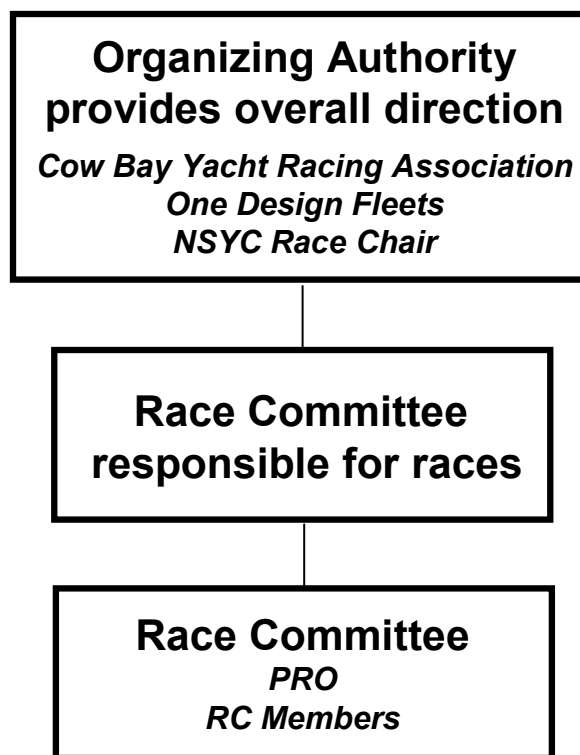 Organizing Authority
provides overall direction
Cow Bay Yacht Racing Association
One Design Fleets
NSYC Race Chair
Race Committee
responsible for races
Race Committee
PRO
RC Members